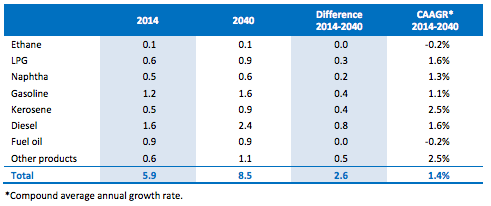 2014 2040 Difference 2014-2040 CAAGR* 2014-2040
Ethane 0.1 0.1 0.0 -0.2%
LPG 0.6 0.9 0.3 1.6%
Naphtha 0.5 0.6 0.2 1.3%
Gasoline 1.2 1.6 0.4 1.1%
Kerosene 0.5 0.9 0.4 2.5%
Diesel 1.6 2.4 0.8 1.6%
Fuel oil 0.9 0.9 0.0 -0.2%
Other products 0.6 1.1 0.5 2.5%
Total 5.9 8.5 2.6 1.4%
*Compound average annual growth rate.